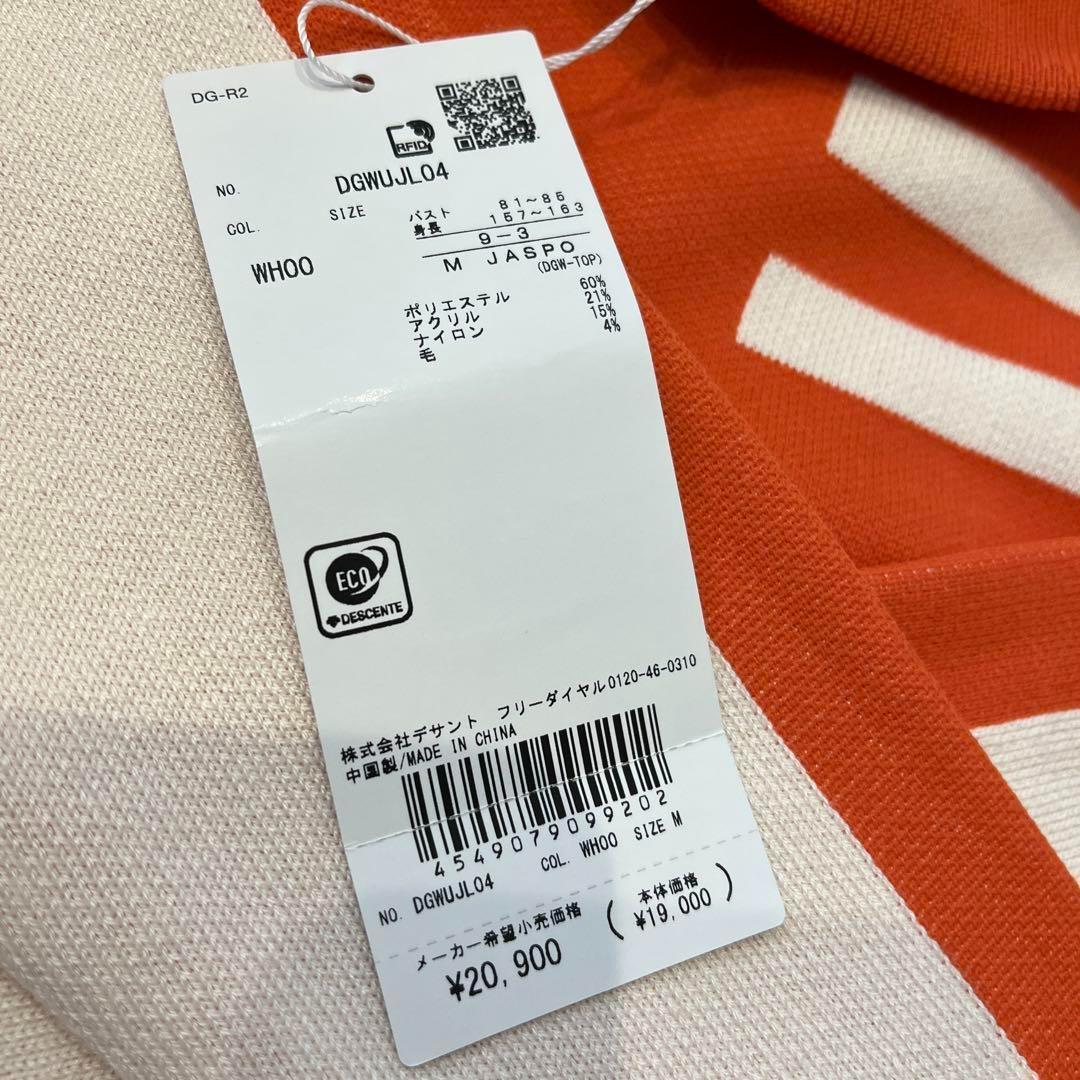 DG-R2
RFID
NO. DGWUJL04
COL. SIZE バスト 81~85
身長 157~163
9-3
WH00 M JASPO
(DGW-TOP)
ポリエステル 60%
アクリル 21%
ナイロン 15%
毛 4%
ECO
DESCENTE
株式会社デサント フリーダイヤル0120-46-0310
中国製/MADE IN CHINA
4549079099202
NO. DGWUJL04 COL. WH00 SIZE M
メーカー希望小売価格 (本体価格
¥20,900 ¥19,000)